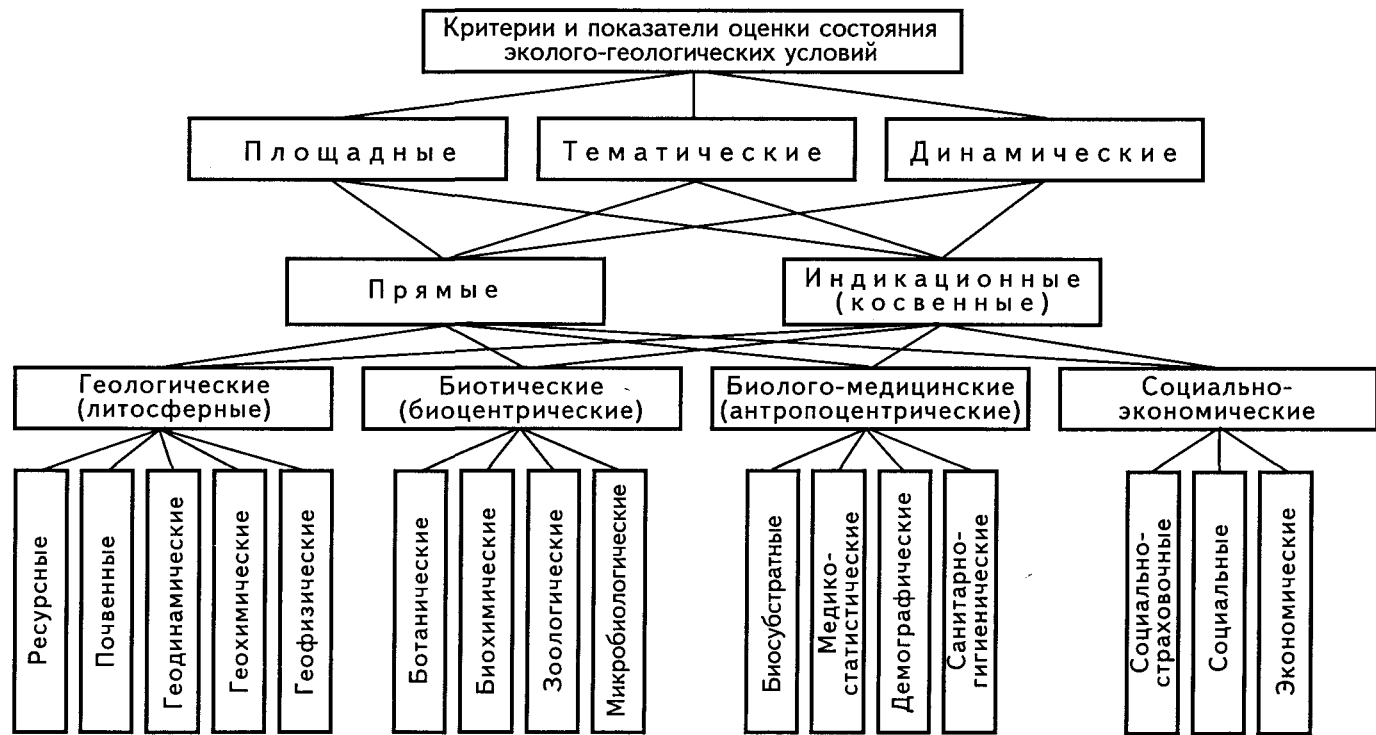 Критерии и показатели оценки состояния
эколого-геологических условий
Площадные
Тематические
Динамические
Прямые
Индикационные
(косвенные)
Геологические
(литосферные)
Биотические
(биоцентрические)
Биолого-медицинские
(антропоцентрические)
Социально-
экономические
Ресурсные
Почвенные
Геодинамические
Геохимические
Геофизические
Ботанические
Биохимические
Зоологические
Микробиологические
Биосубстратные
Медико-
статистические
Демографические
Санитарно-
гигиенические
Социально-
страховочные
Социальные
Экономические